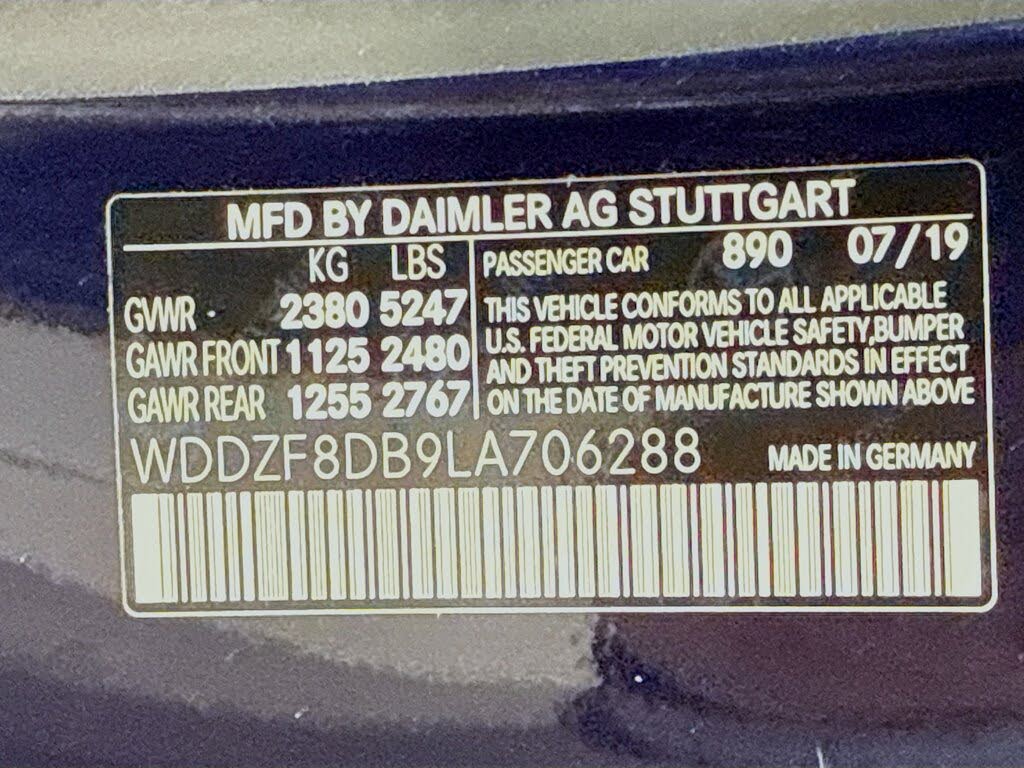 MFD BY DAIMLER AG STUTTGART
KG LBS
GVWR 2380 5247
GAWR FRONT 1125 2480
GAWR REAR 1255 2767
PASSENGER CAR 890 07/19
THIS VEHICLE CONFORMS TO ALL APPLICABLE
U.S. FEDERAL MOTOR VEHICLE SAFETY,BUMPER
AND THEFT PREVENTION STANDARDS IN EFFECT
ON THE DATE OF MANUFACTURE SHOWN ABOVE
WDDZF8DB9LA706288 MADE IN GERMANY